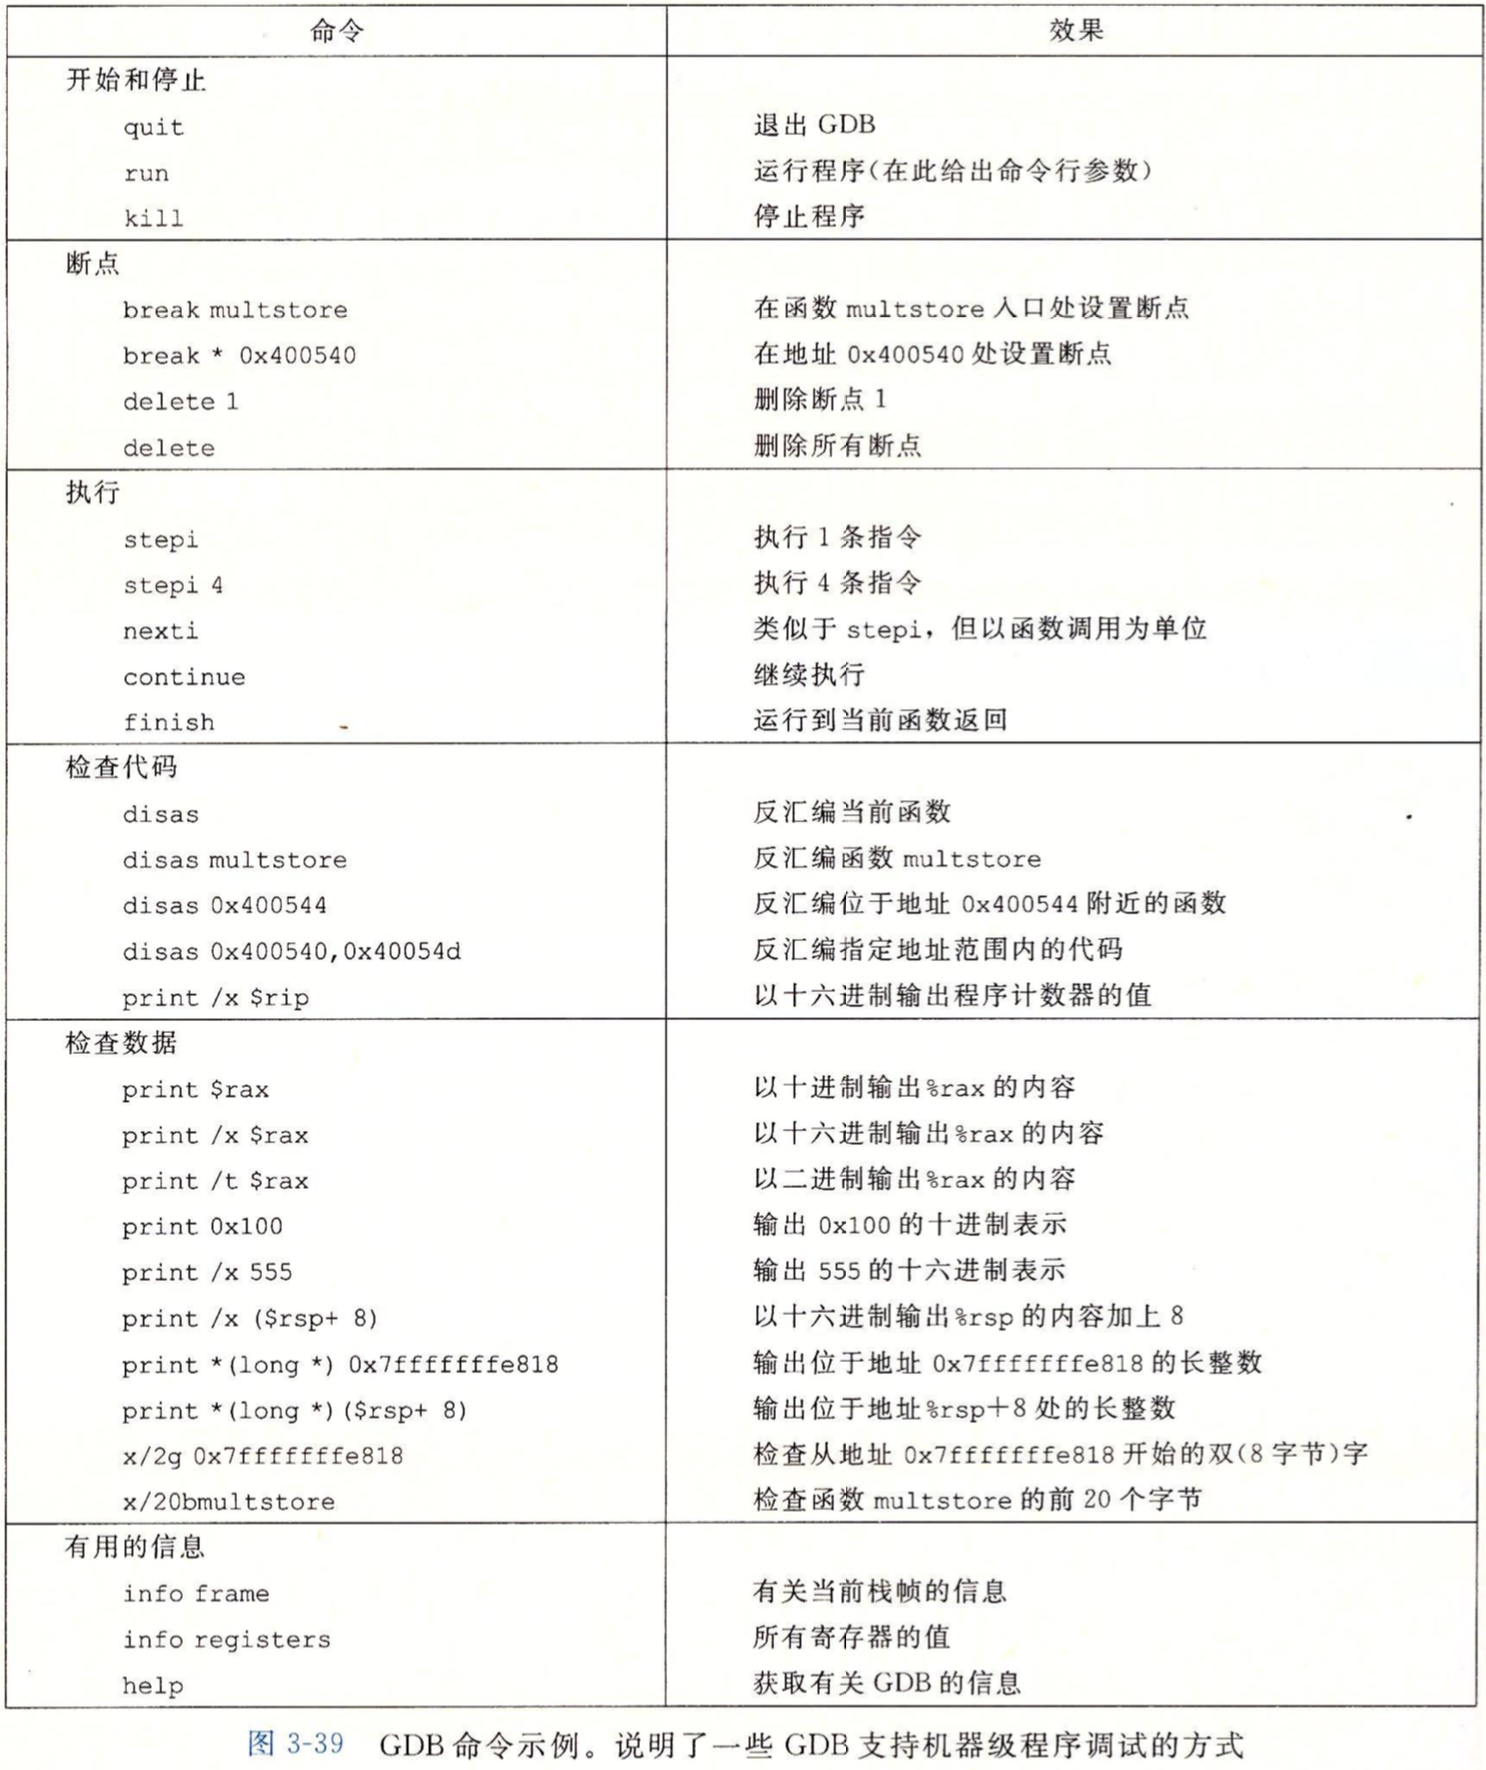 命令 效果
开始和停止
quit 退出 GDB
run 运行程序(在此给出命令行参数)
kill 停止程序
断点
break multstore 在函数 multstore 入口处设置断点
break * 0x400540 在地址 0x400540 处设置断点
delete 1 删除断点 1
delete 删除所有断点
执行
stepi 执行 1 条指令
stepi 4 执行 4 条指令
nexti 类似于 stepi，但以函数调用为单位
continue 继续执行
finish 运行到当前函数返回
检查代码
disas 反汇编当前函数
disas multstore 反汇编函数 multstore
disas 0x400544 反汇编位于地址 0x400544 附近的函数
disas 0x400540,0x40054d 反汇编指定地址范围内的代码
print /x $rip 以十六进制输出程序计数器的值
检查数据
print $rax 以十进制输出%rax 的内容
print /x $rax 以十六进制输出%rax 的内容
print /t $rax 以二进制输出%rax 的内容
print 0x100 输出 0x100 的十进制表示
print /x 555 输出 555 的十六进制表示
print /x ($rsp+ 8) 以十六进制输出%rsp 的内容加上 8
print *(long *) 0x7fffffffe818 输出位于地址 0x7fffffffe818 的长整数
print *(long *)($rsp+ 8) 输出位于地址%rsp+8 处的长整数
x/2g 0x7fffffffe818 检查从地址 0x7fffffffe818 开始的双(8 字节)字
x/20bmultstore 检查函数 multstore 的前 20 个字节
有用的信息
info frame 有关当前栈帧的信息
info registers 所有寄存器的值
help 获取有关 GDB 的信息
图 3-39 GDB 命令示例。说明了一些 GDB 支持机器级程序调试的方式